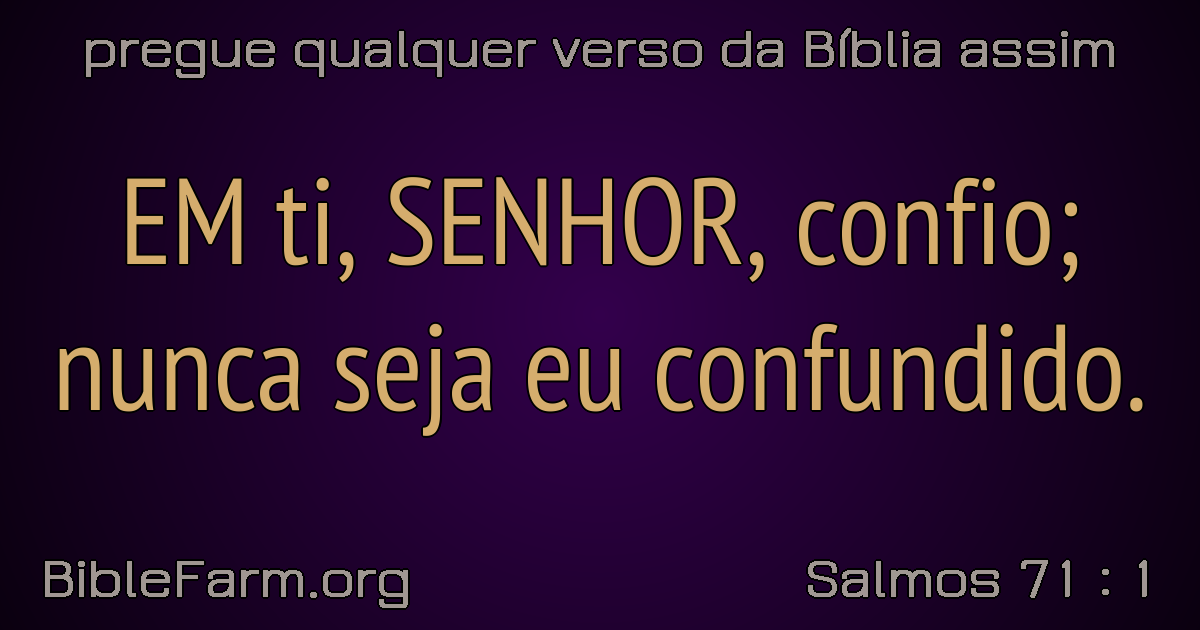 pregue qualquer verso da Bíblia assim
EM ti, SENHOR, confio;
nunca seja eu confundido.
BibleFarm.org
Salmos 71 : 1